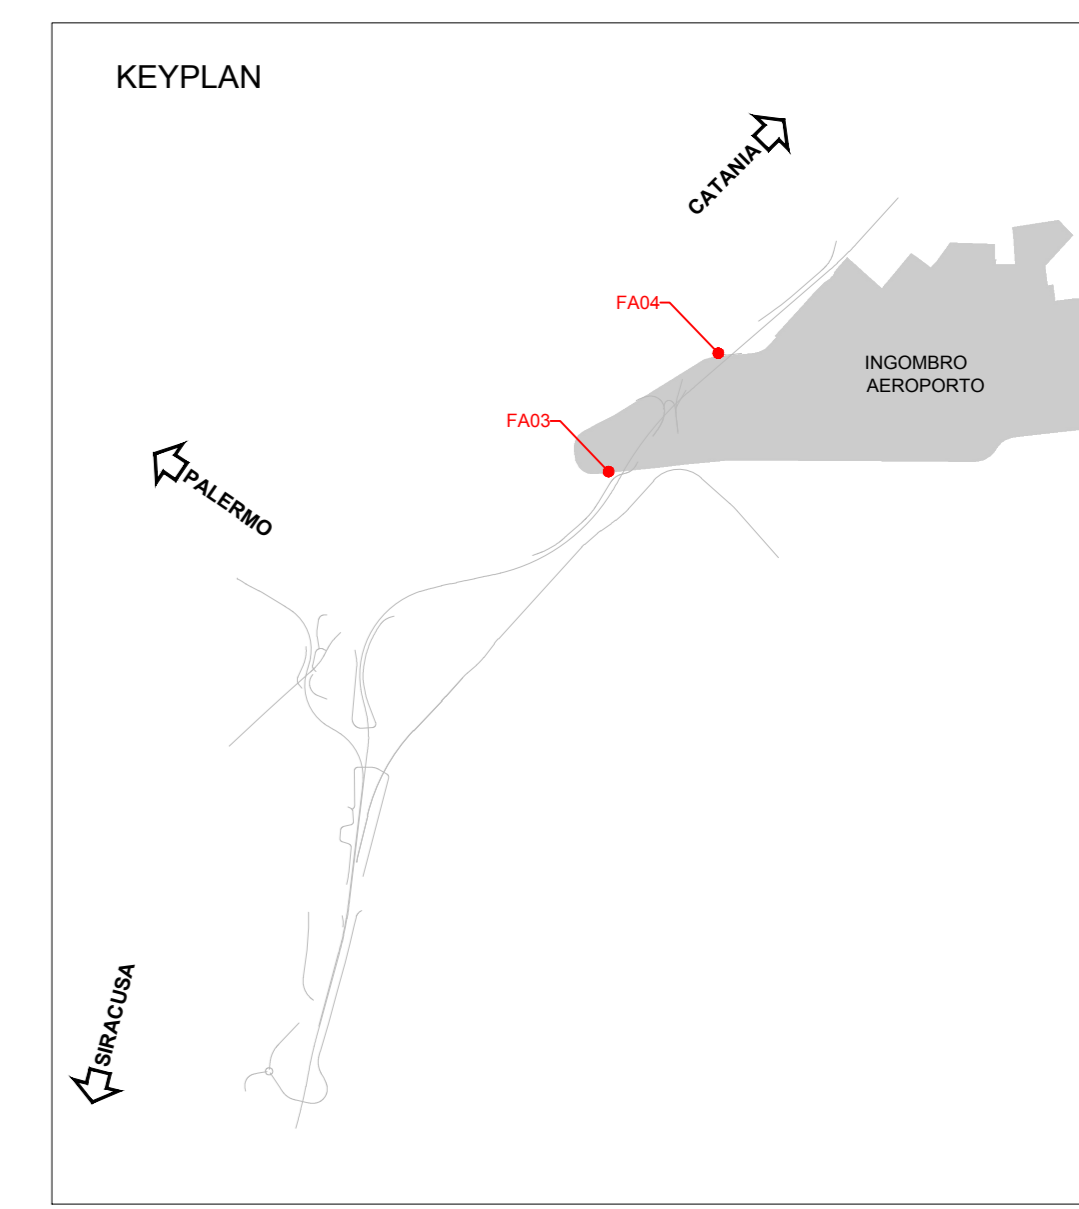 KEYPLAN
CATANIA
FA04
INGOMBRO
AEROPORTO
FA03
PALERMO
SIRACUSA